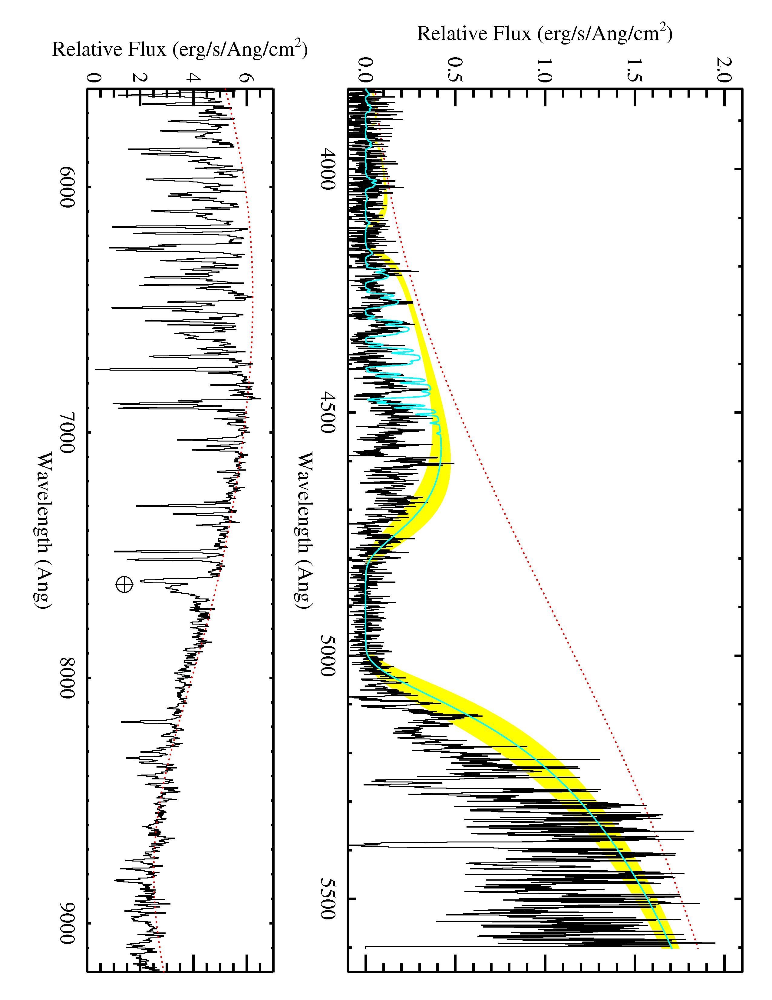 Relative Flux (erg/s/Ang/cm²)
0.0 0.5 1.0 1.5 2.0
4000 4500 5000 5500
Wavelength (Ang)
Relative Flux (erg/s/Ang/cm²)
0 2 4 6
6000 7000 8000 9000
Wavelength (Ang)